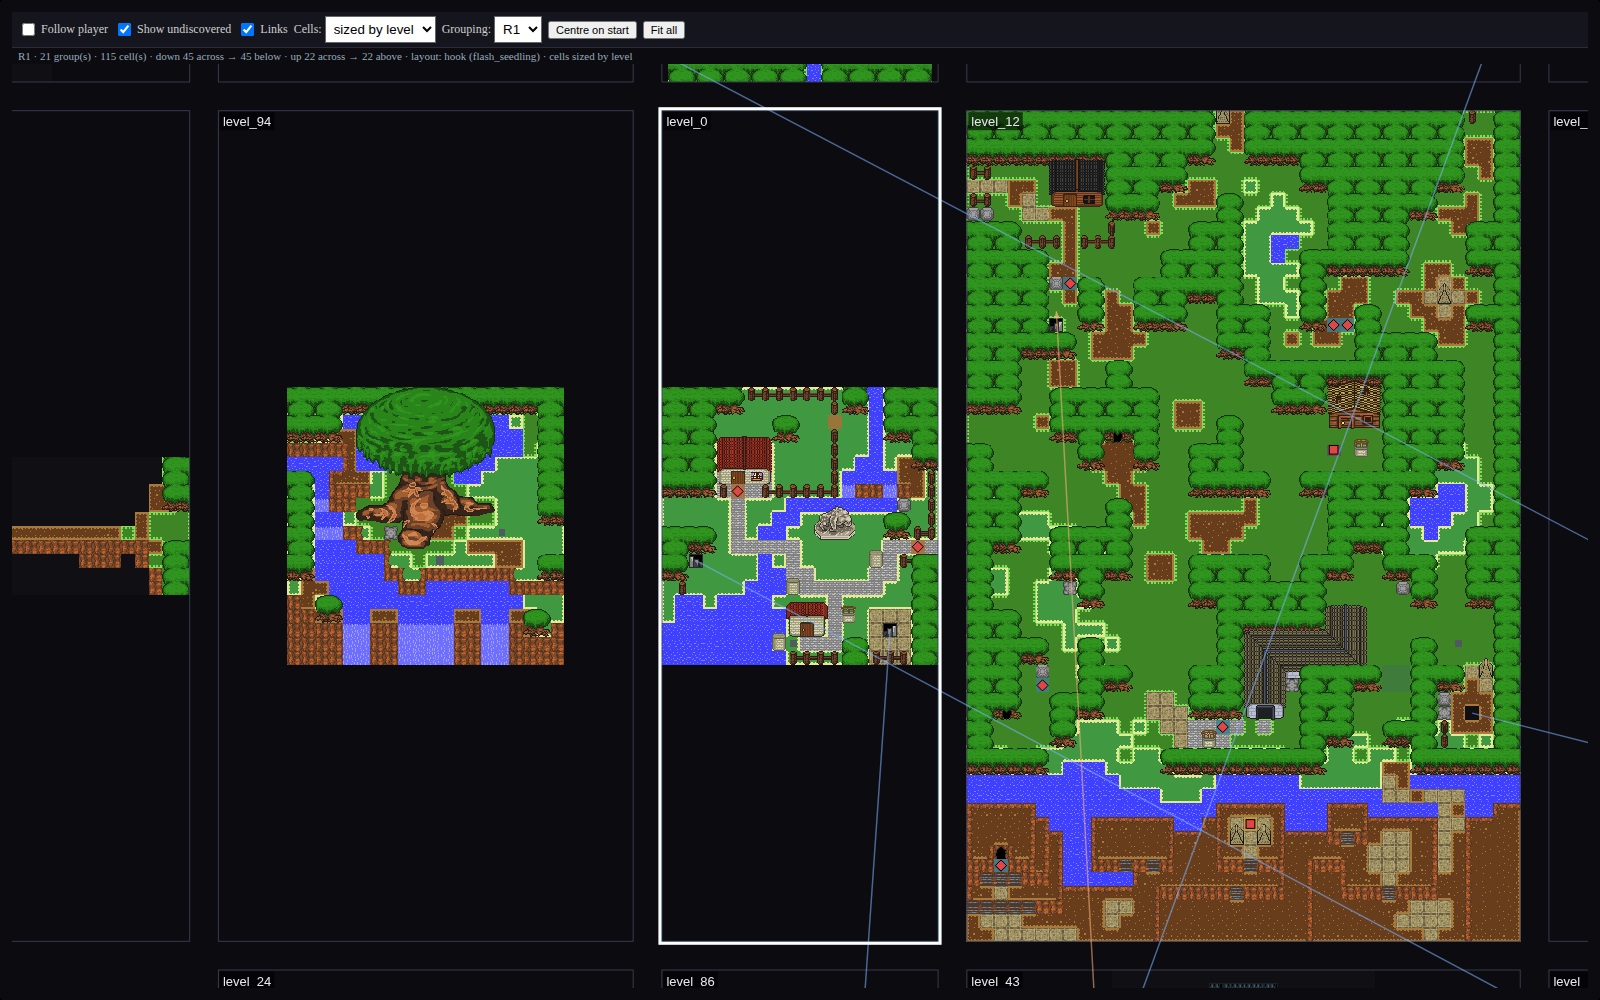 Follow player Show undiscovered Links Cells: sized by level Grouping: R1 Centre on start Fit all
R1 · 21 group(s) · 115 cell(s) · down 45 across → 45 below · up 22 across → 22 above · layout: hook (flash_seedling) · cells sized by level
level_94 level_0 level_12 level_
level_24 level_86 level_43 level